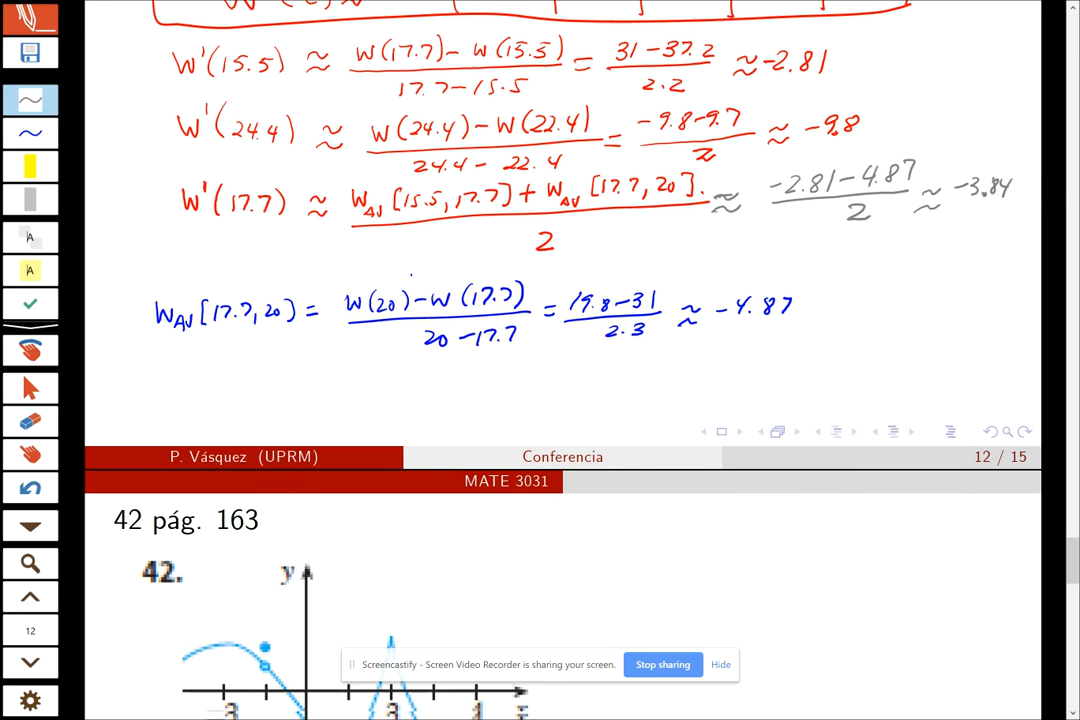 W'(15.5) ≈ W(17.7) - W(15.5) / 17.7 - 15.5 = 31 - 37.2 / 2.2 ≈ -2.81
W'(24.4) ≈ W(24.4) - W(22.4) / 24.4 - 22.4 = -9.8 - 9.7 / 2 ≈ -9.8
W'(17.7) ≈ W_AV [15.5, 17.7] + W_AV [17.7, 20]. / 2 ≈ -2.81 - 4.87 / 2 ≈ -3.84
W_AV [17.7, 20) = W(20) - W(17.7) / 20 - 17.7 = 19.8 - 31 / 2.3 ≈ -4.87
P. Vásquez (UPRM) Conferencia 12 / 15
MATE 3031
42 pág. 163
42. y
Screencastify - Screen Video Recorder is sharing your screen. Stop sharing Hide
-3 3
A
A
12